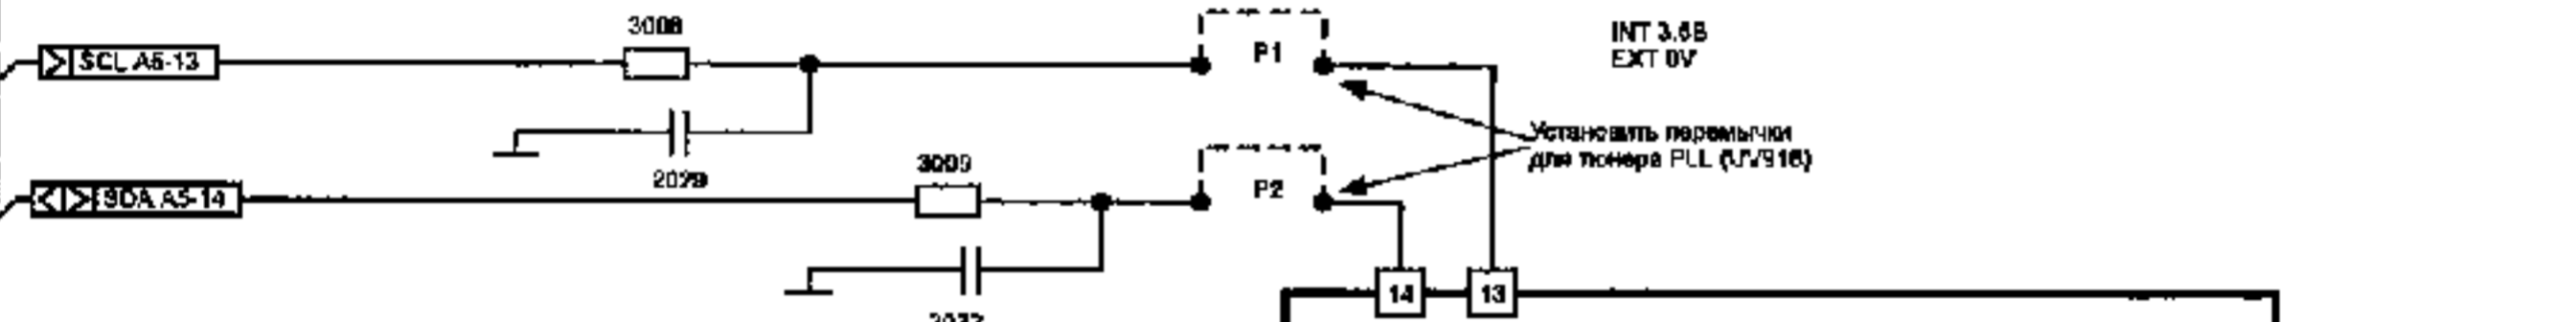 3008
P1
INT 3.6В
EXT 0V
SCL A5-13
Установить перемычки
для тюнера PLL (UV916)
2029
3009
P2
SDA A5-14
14
13